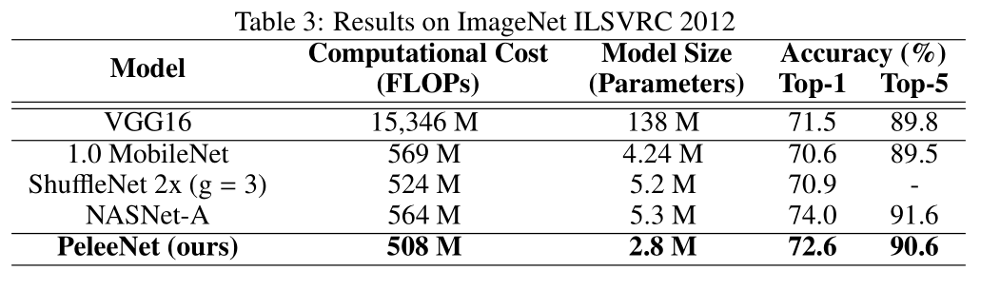 Table 3: Results on ImageNet ILSVRC 2012
Model Computational Cost (FLOPs) Model Size (Parameters) Accuracy (%) Top-1 Top-5
VGG16 15,346 M 138 M 71.5 89.8
1.0 MobileNet 569 M 4.24 M 70.6 89.5
ShuffleNet 2x (g = 3) 524 M 5.2 M 70.9 -
NASNet-A 564 M 5.3 M 74.0 91.6
PeleeNet (ours) 508 M 2.8 M 72.6 90.6